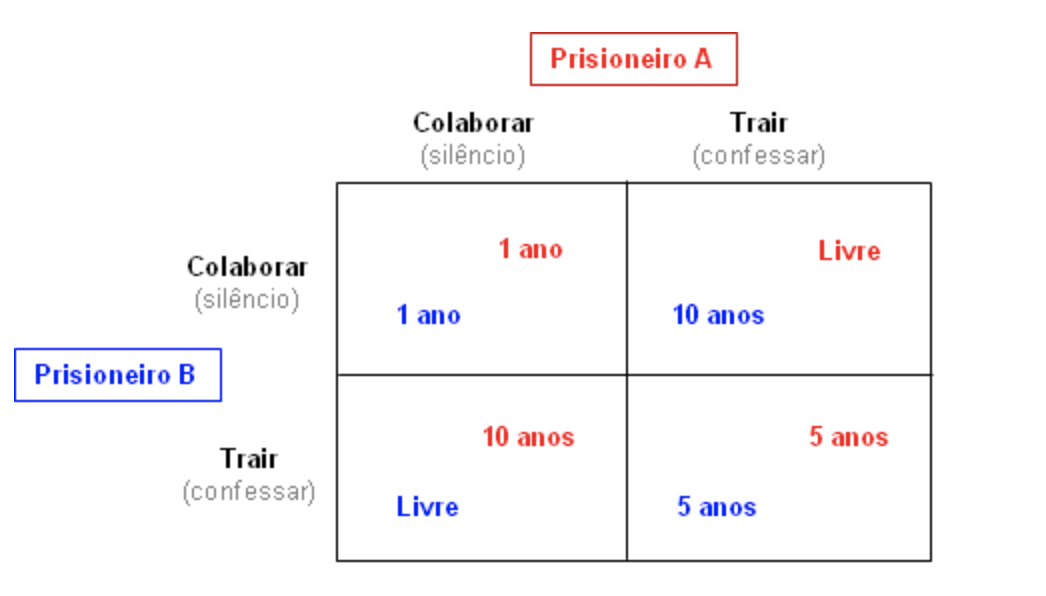 Prisioneiro A
Colaborar
(silêncio)
Trair
(confessar)
Colaborar
(silêncio)
1 ano
1 ano
Livre
10 anos
Prisioneiro B
Trair
(confessar)
10 anos
Livre
5 anos
5 anos